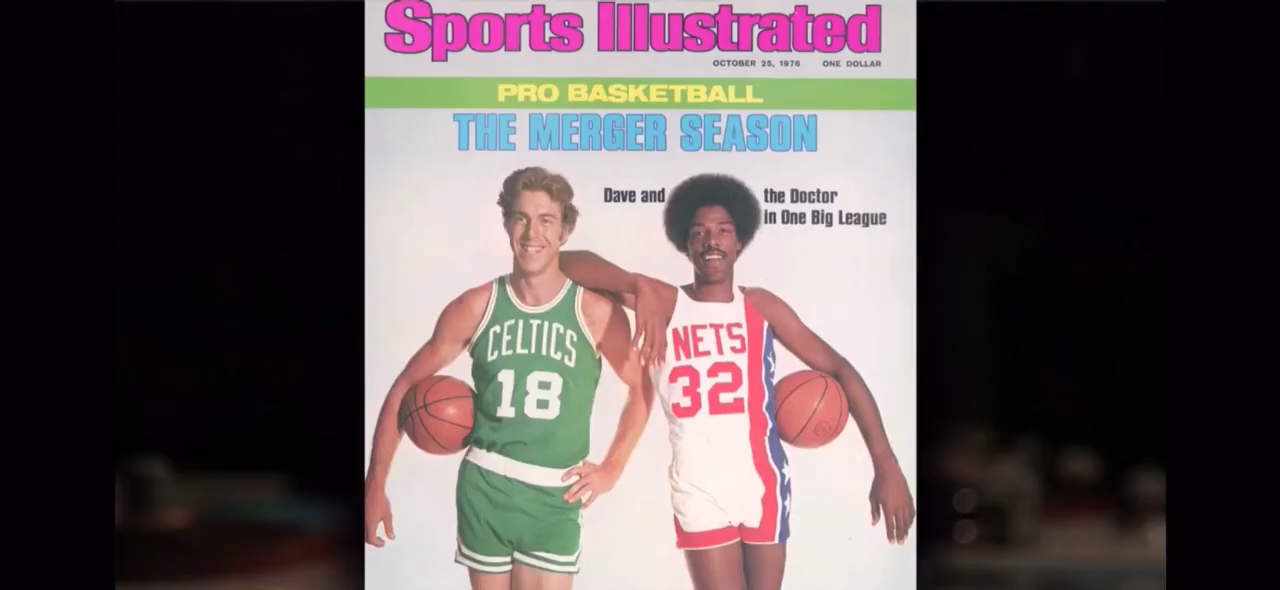 Sports Illustrated
OCTOBER 25, 1976 ONE DOLLAR
PRO BASKETBALL
THE MERGER SEASON
Dave and the Doctor
in One Big League
CELTICS
18
NETS
32